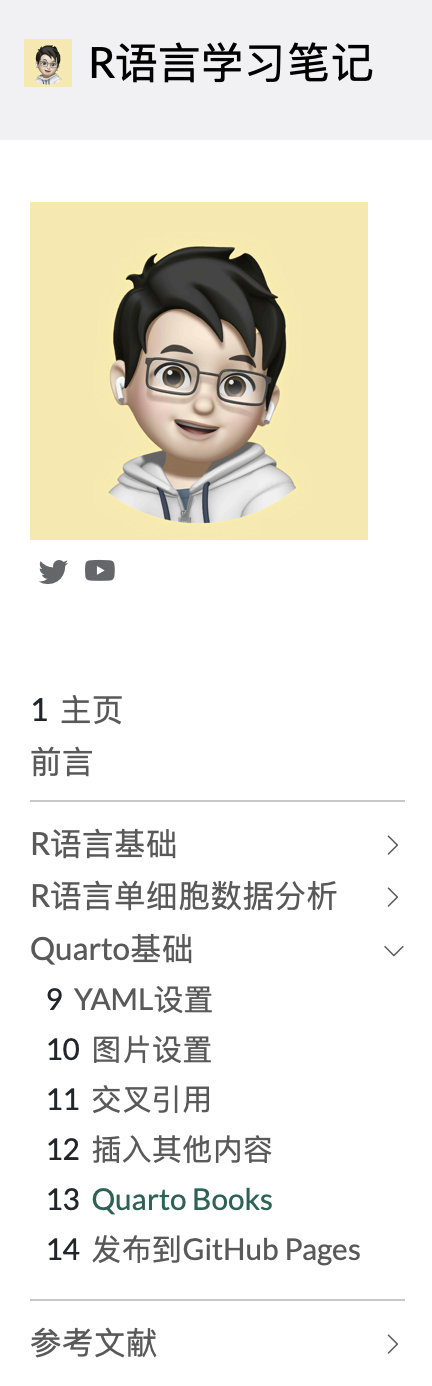 R语言学习笔记
1 主页
前言
R语言基础
R语言单细胞数据分析
Quarto基础
9 YAML设置
10 图片设置
11 交叉引用
12 插入其他内容
13 Quarto Books
14 发布到GitHub Pages
参考文献